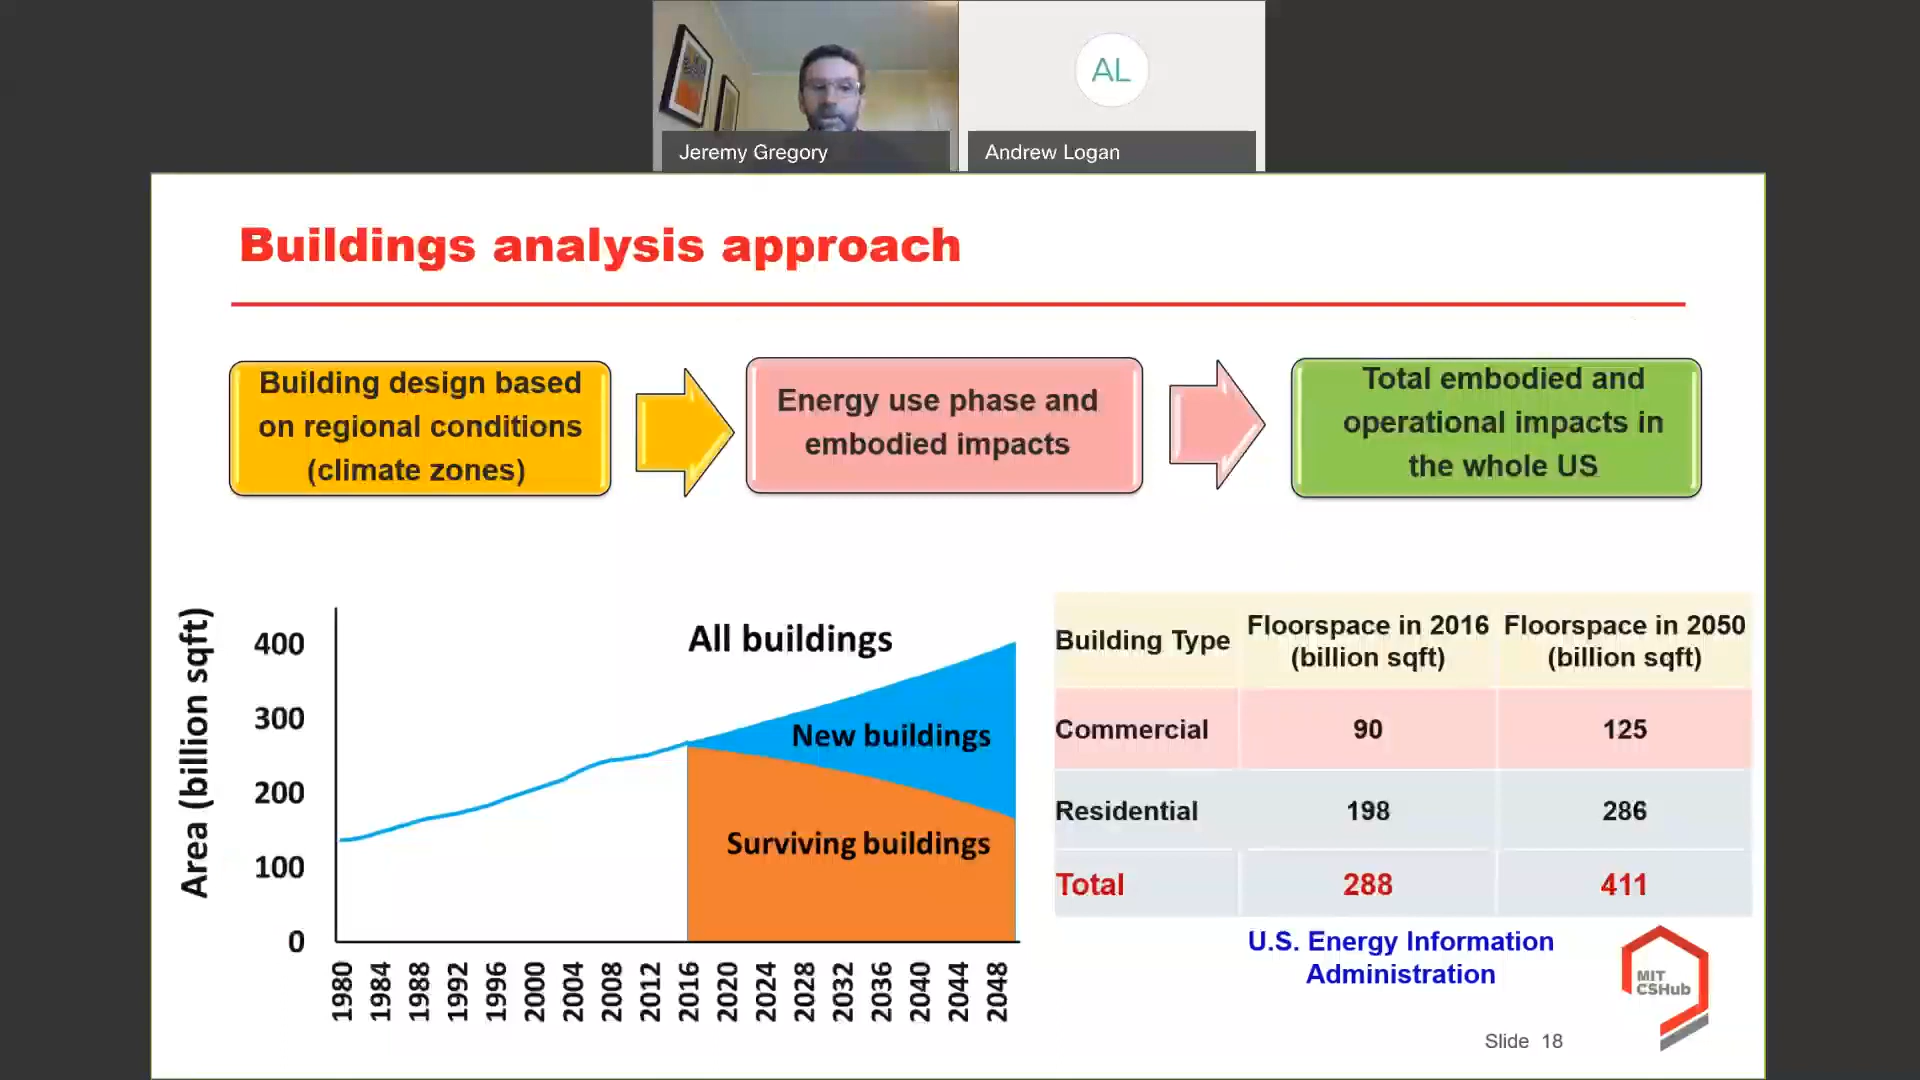 AL
Jeremy Gregory
Andrew Logan
Buildings analysis approach
Building design based
on regional conditions
(climate zones)
Energy use phase and
embodied impacts
Total embodied and
operational impacts in
the whole US
Area (billion sqft)
400
300
200
100
0
All buildings
New buildings
Surviving buildings
1980
1984
1988
1992
1996
2000
2004
2008
2012
2016
2020
2024
2028
2032
2036
2040
2044
2048
Building Type
Floorspace in 2016
(billion sqft)
Floorspace in 2050
(billion sqft)
Commercial 90 125
Residential 198 286
Total 288 411
U.S. Energy Information
Administration
MIT
CSHub
Slide 18